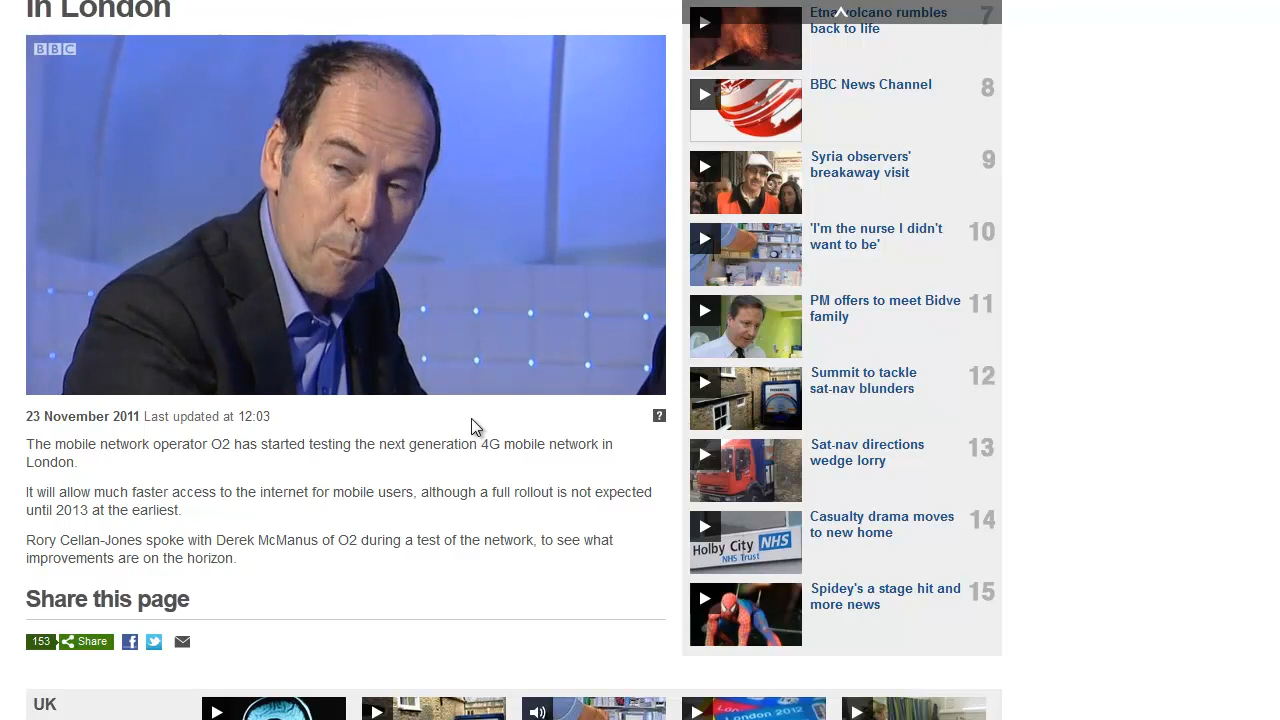 in London
BBC
23 November 2011 Last updated at 12:03
?
The mobile network operator O2 has started testing the next generation 4G mobile network in
London.
It will allow much faster access to the internet for mobile users, although a full rollout is not expected
until 2013 at the earliest.
Rory Cellan-Jones spoke with Derek McManus of O2 during a test of the network, to see what
improvements are on the horizon.
Share this page
153 Share
Etna volcano rumbles
back to life
7
BBC News Channel
8
Syria observers'
breakaway visit
9
'I'm the nurse I didn't
want to be'
10
PM offers to meet Bidve
family
11
Summit to tackle
sat-nav blunders
12
Sat-nav directions
wedge lorry
13
Casualty drama moves
to new home
14
Holby City NHS
NHS Trust
Spidey's a stage hit and
more news
15
UK
London 2012